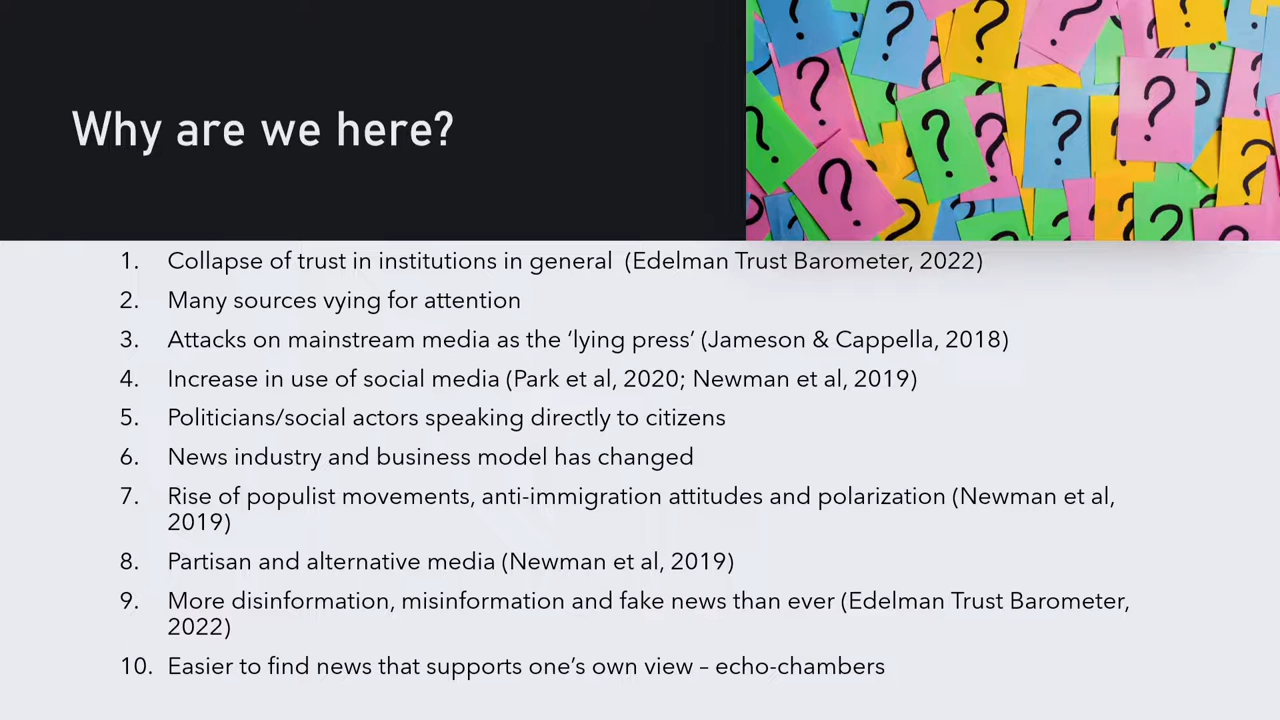 Why are we here?
1. Collapse of trust in institutions in general  (Edelman Trust Barometer, 2022)
2. Many sources vying for attention
3. Attacks on mainstream media as the ‘lying press’ (Jameson & Cappella, 2018)
4. Increase in use of social media (Park et al, 2020; Newman et al, 2019)
5. Politicians/social actors speaking directly to citizens
6. News industry and business model has changed
7. Rise of populist movements, anti-immigration attitudes and polarization (Newman et al,
2019)
8. Partisan and alternative media (Newman et al, 2019)
9. More disinformation, misinformation and fake news than ever (Edelman Trust Barometer,
2022)
10. Easier to find news that supports one’s own view – echo-chambers